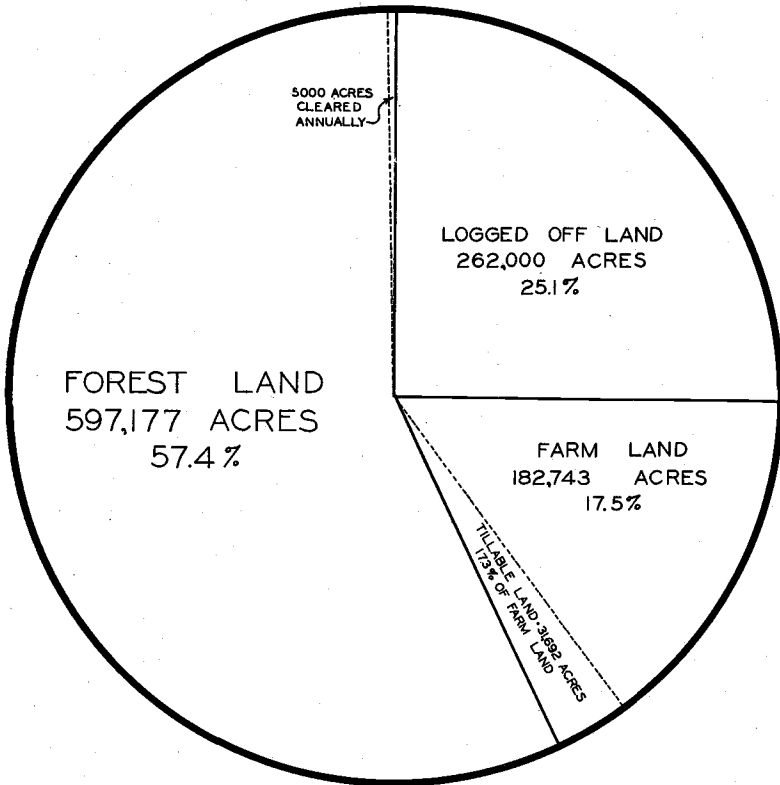 5000 ACRES
CLEARED
ANNUALLY
LOGGED OFF LAND
262,000 ACRES
25.1%
FOREST LAND
597,177 ACRES
57.4%
FARM LAND
182,743 ACRES
17.5%
TILLABLE LAND·31,692 ACRES
17.3% OF FARM LAND